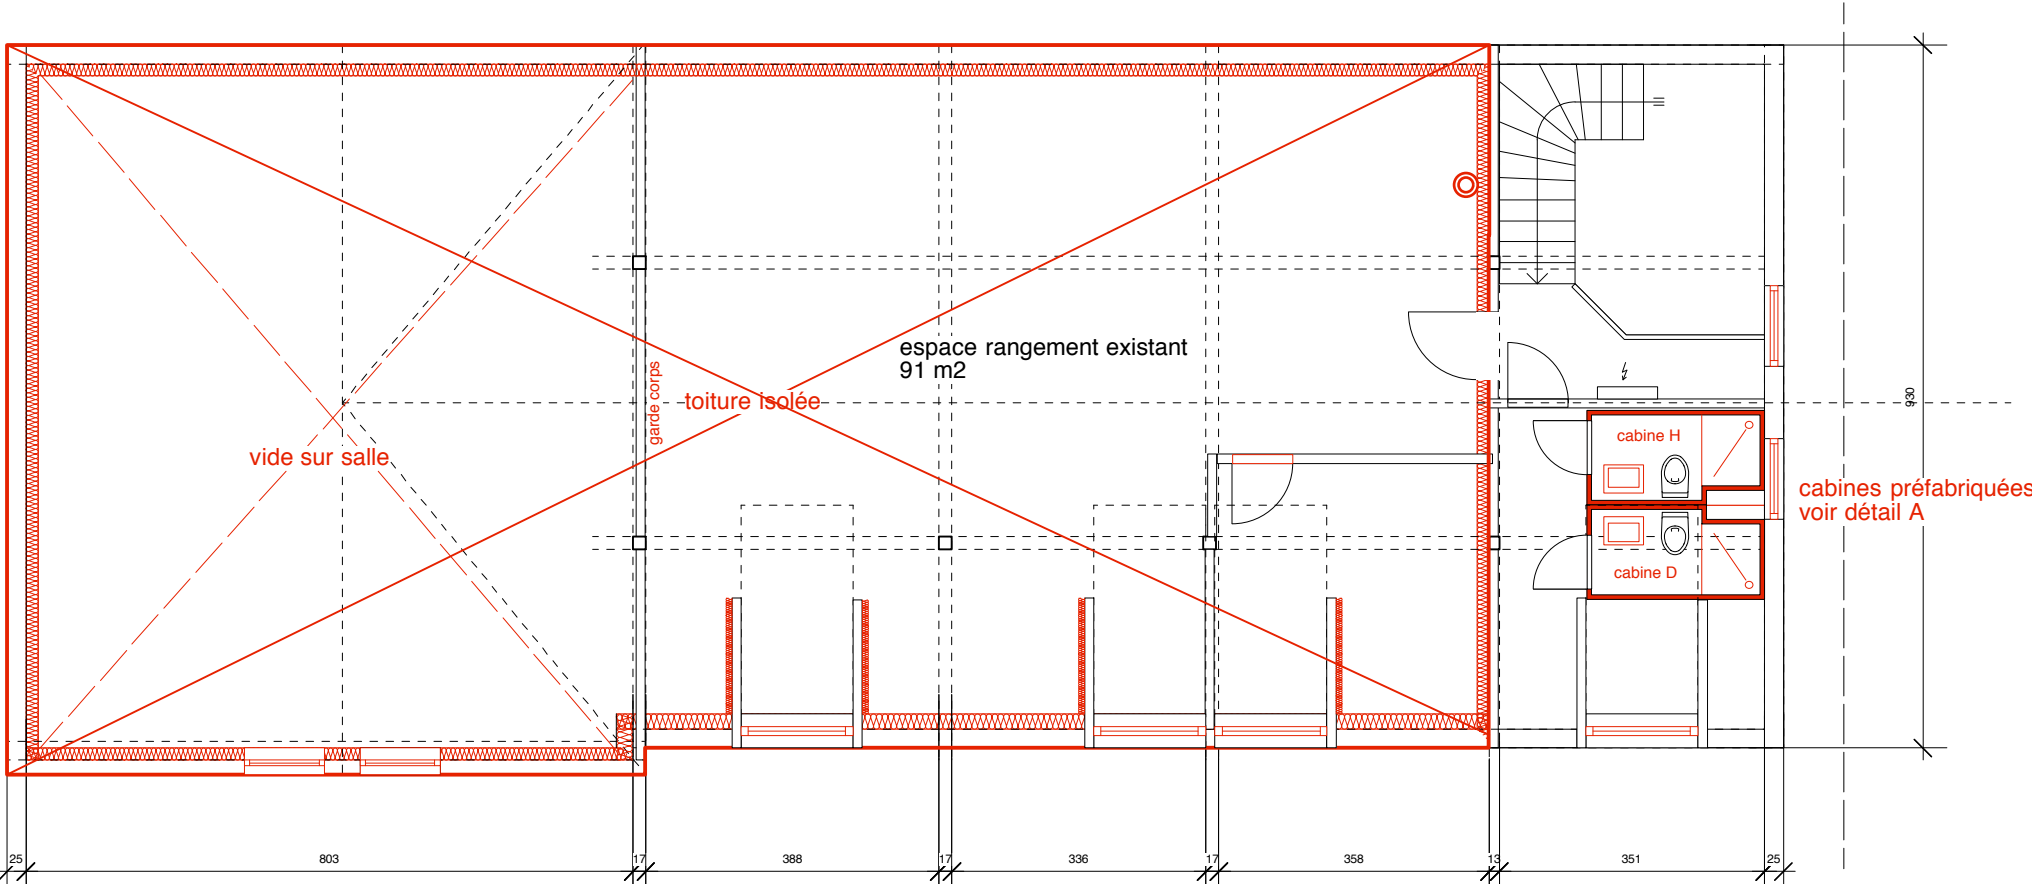 espace rangement existant
91 m2
garde corps
toiture isolée
vide sur salle
930
cabine H
cabines préfabriquées
voir détail A
cabine D
25
803
17
388
17
336
17
358
13
351
25